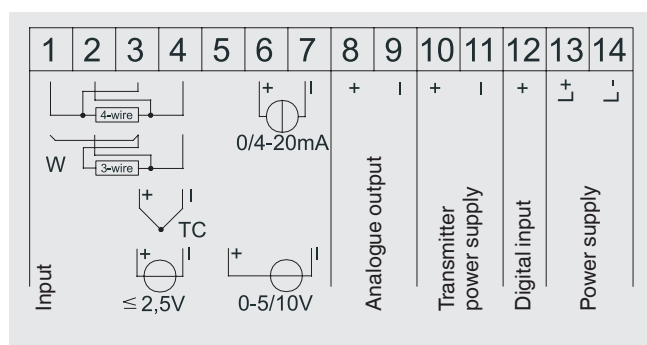 1 2 3 4 5 6 7 8 9 10 11 12 13 14
+ I + I + I + L+ L-
4-wire
0/4-20mA
W
3-wire
+ I
TC
+ I + I
≤ 2,5V 0-5/10V
Input
Analogue output
Transmitter
power supply
Digital input
Power supply